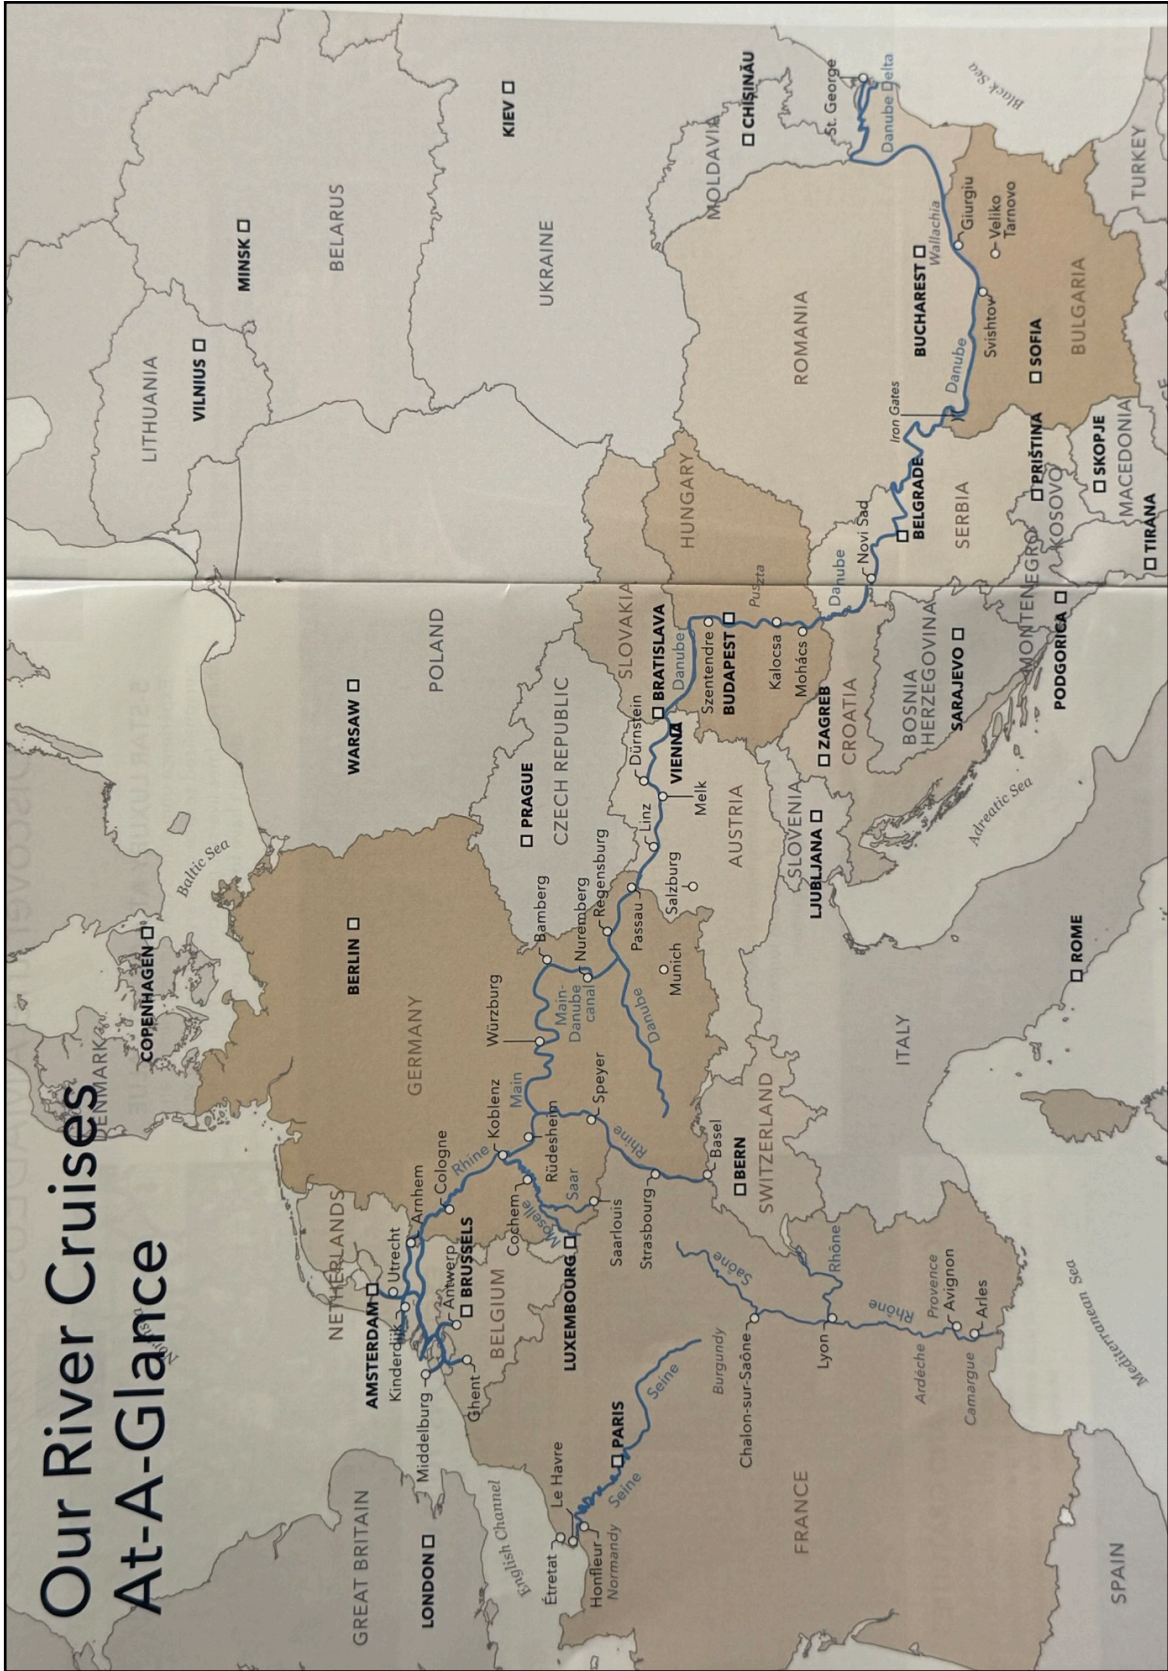 Our River Cruises
At-A-Glance
GREAT BRITAIN
LONDON
English Channel
Étretat
Le Havre
Honfleur
Normandy
Seine
PARIS
Seine
FRANCE
SPAIN
Burgundy
Chalon-sur-Saône
Saône
Lyon
Rhône
Rhône
Ardèche
Provence
Avignon
Camargue
Arles
Mediterranean Sea
NETHERLANDS
AMSTERDAM
Kinderdijk
Utrecht
Arnhem
Middelburg
Ghent
Antwerp
BRUSSELS
BELGIUM
LUXEMBOURG
Cologne
Rhine
Koblenz
Cochem
Moselle
Saar
Saarlouis
Rüdesheim
Strasbourg
Rhine
Speyer
Basel
BERN
SWITZERLAND
DENMARK
COPENHAGEN
Baltic Sea
GERMANY
BERLIN
Würzburg
Main
Main-
Danube
canal
Bamberg
Nuremberg
Regensburg
Danube
Munich
Passau
Salzburg
Linz
Melk
Dürnstein
VIENNA
AUSTRIA
PRAGUE
CZECH REPUBLIC
POLAND
WARSAW
LITHUANIA
VILNIUS
MINSK
BELARUS
KIEV
UKRAINE
MOLDAVIA
CHIȘINĂU
SLOVAKIA
BRATISLAVA
Danube
HUNGARY
Szentendre
BUDAPEST
Puszta
Kalocsa
Mohács
ITALY
ROME
SLOVENIA
LJUBLJANA
ZAGREB
CROATIA
BOSNIA
HERZEGOVINA
SARAJEVO
Adreatic Sea
Danube
Novi Sad
BELGRADE
SERBIA
MONTENEGRO
PODGORICA
KOSOVO
PRIŠTINA
SKOPJE
MACEDONIA
TIRANA
Iron Gates
ROMANIA
BUCHAREST
Wallachia
Danube
Svishtov
Giurgiu
Veliko
Tarnovo
SOFIA
BULGARIA
St. George
Danube Delta
Black Sea
TURKEY